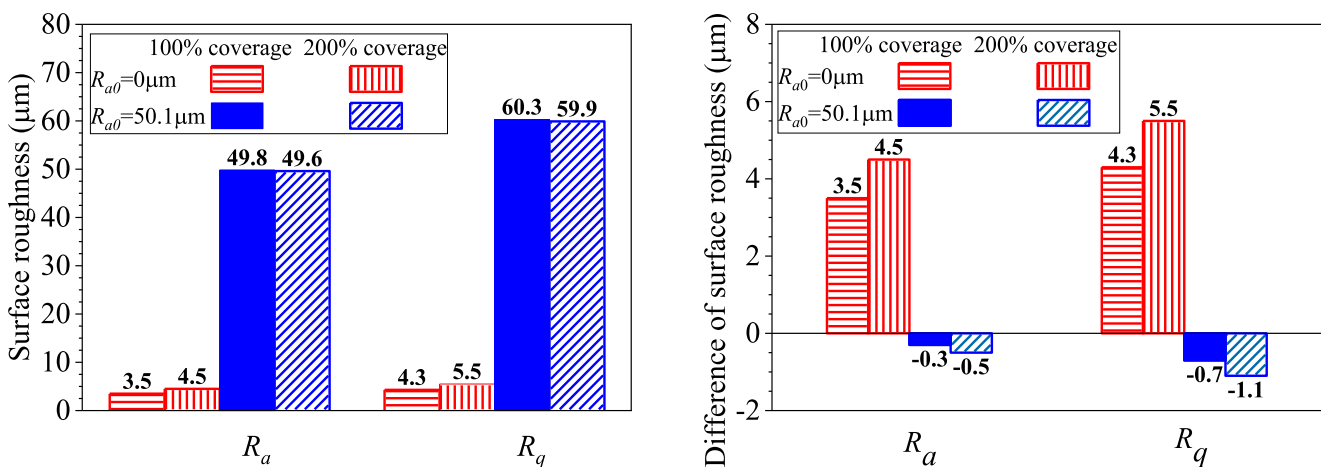 Surface roughness (μm)
80
70
60
50
40
30
20
10
0
100% coverage 200% coverage
Ra0=0μm
Ra0=50.1μm
3.5
4.5
49.8
49.6
4.3
5.5
60.3
59.9
Ra
Rq
Difference of surface roughness (μm)
8
6
4
2
0
-2
100% coverage 200% coverage
Ra0=0μm
Ra0=50.1μm
3.5
4.5
-0.3
-0.5
4.3
5.5
-0.7
-1.1
Ra
Rq